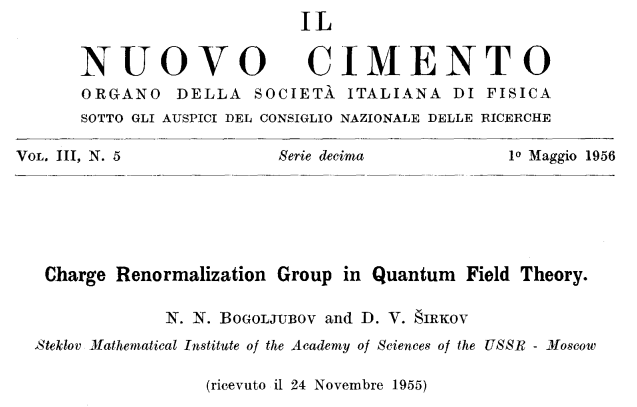 IL
NUOVO CIMENTO
ORGANO DELLA SOCIETÀ ITALIANA DI FISICA
SOTTO GLI AUSPICI DEL CONSIGLIO NAZIONALE DELLE RICERCHE
VOL. III, N. 5 Serie decima 1º Maggio 1956
Charge Renormalization Group in Quantum Field Theory.
N. N. BOGOLJUBOV and D. V. ŠIRKOV
Steklov Mathematical Institute of the Academy of Sciences of the USSR - Moscow
(ricevuto il 24 Novembre 1955)